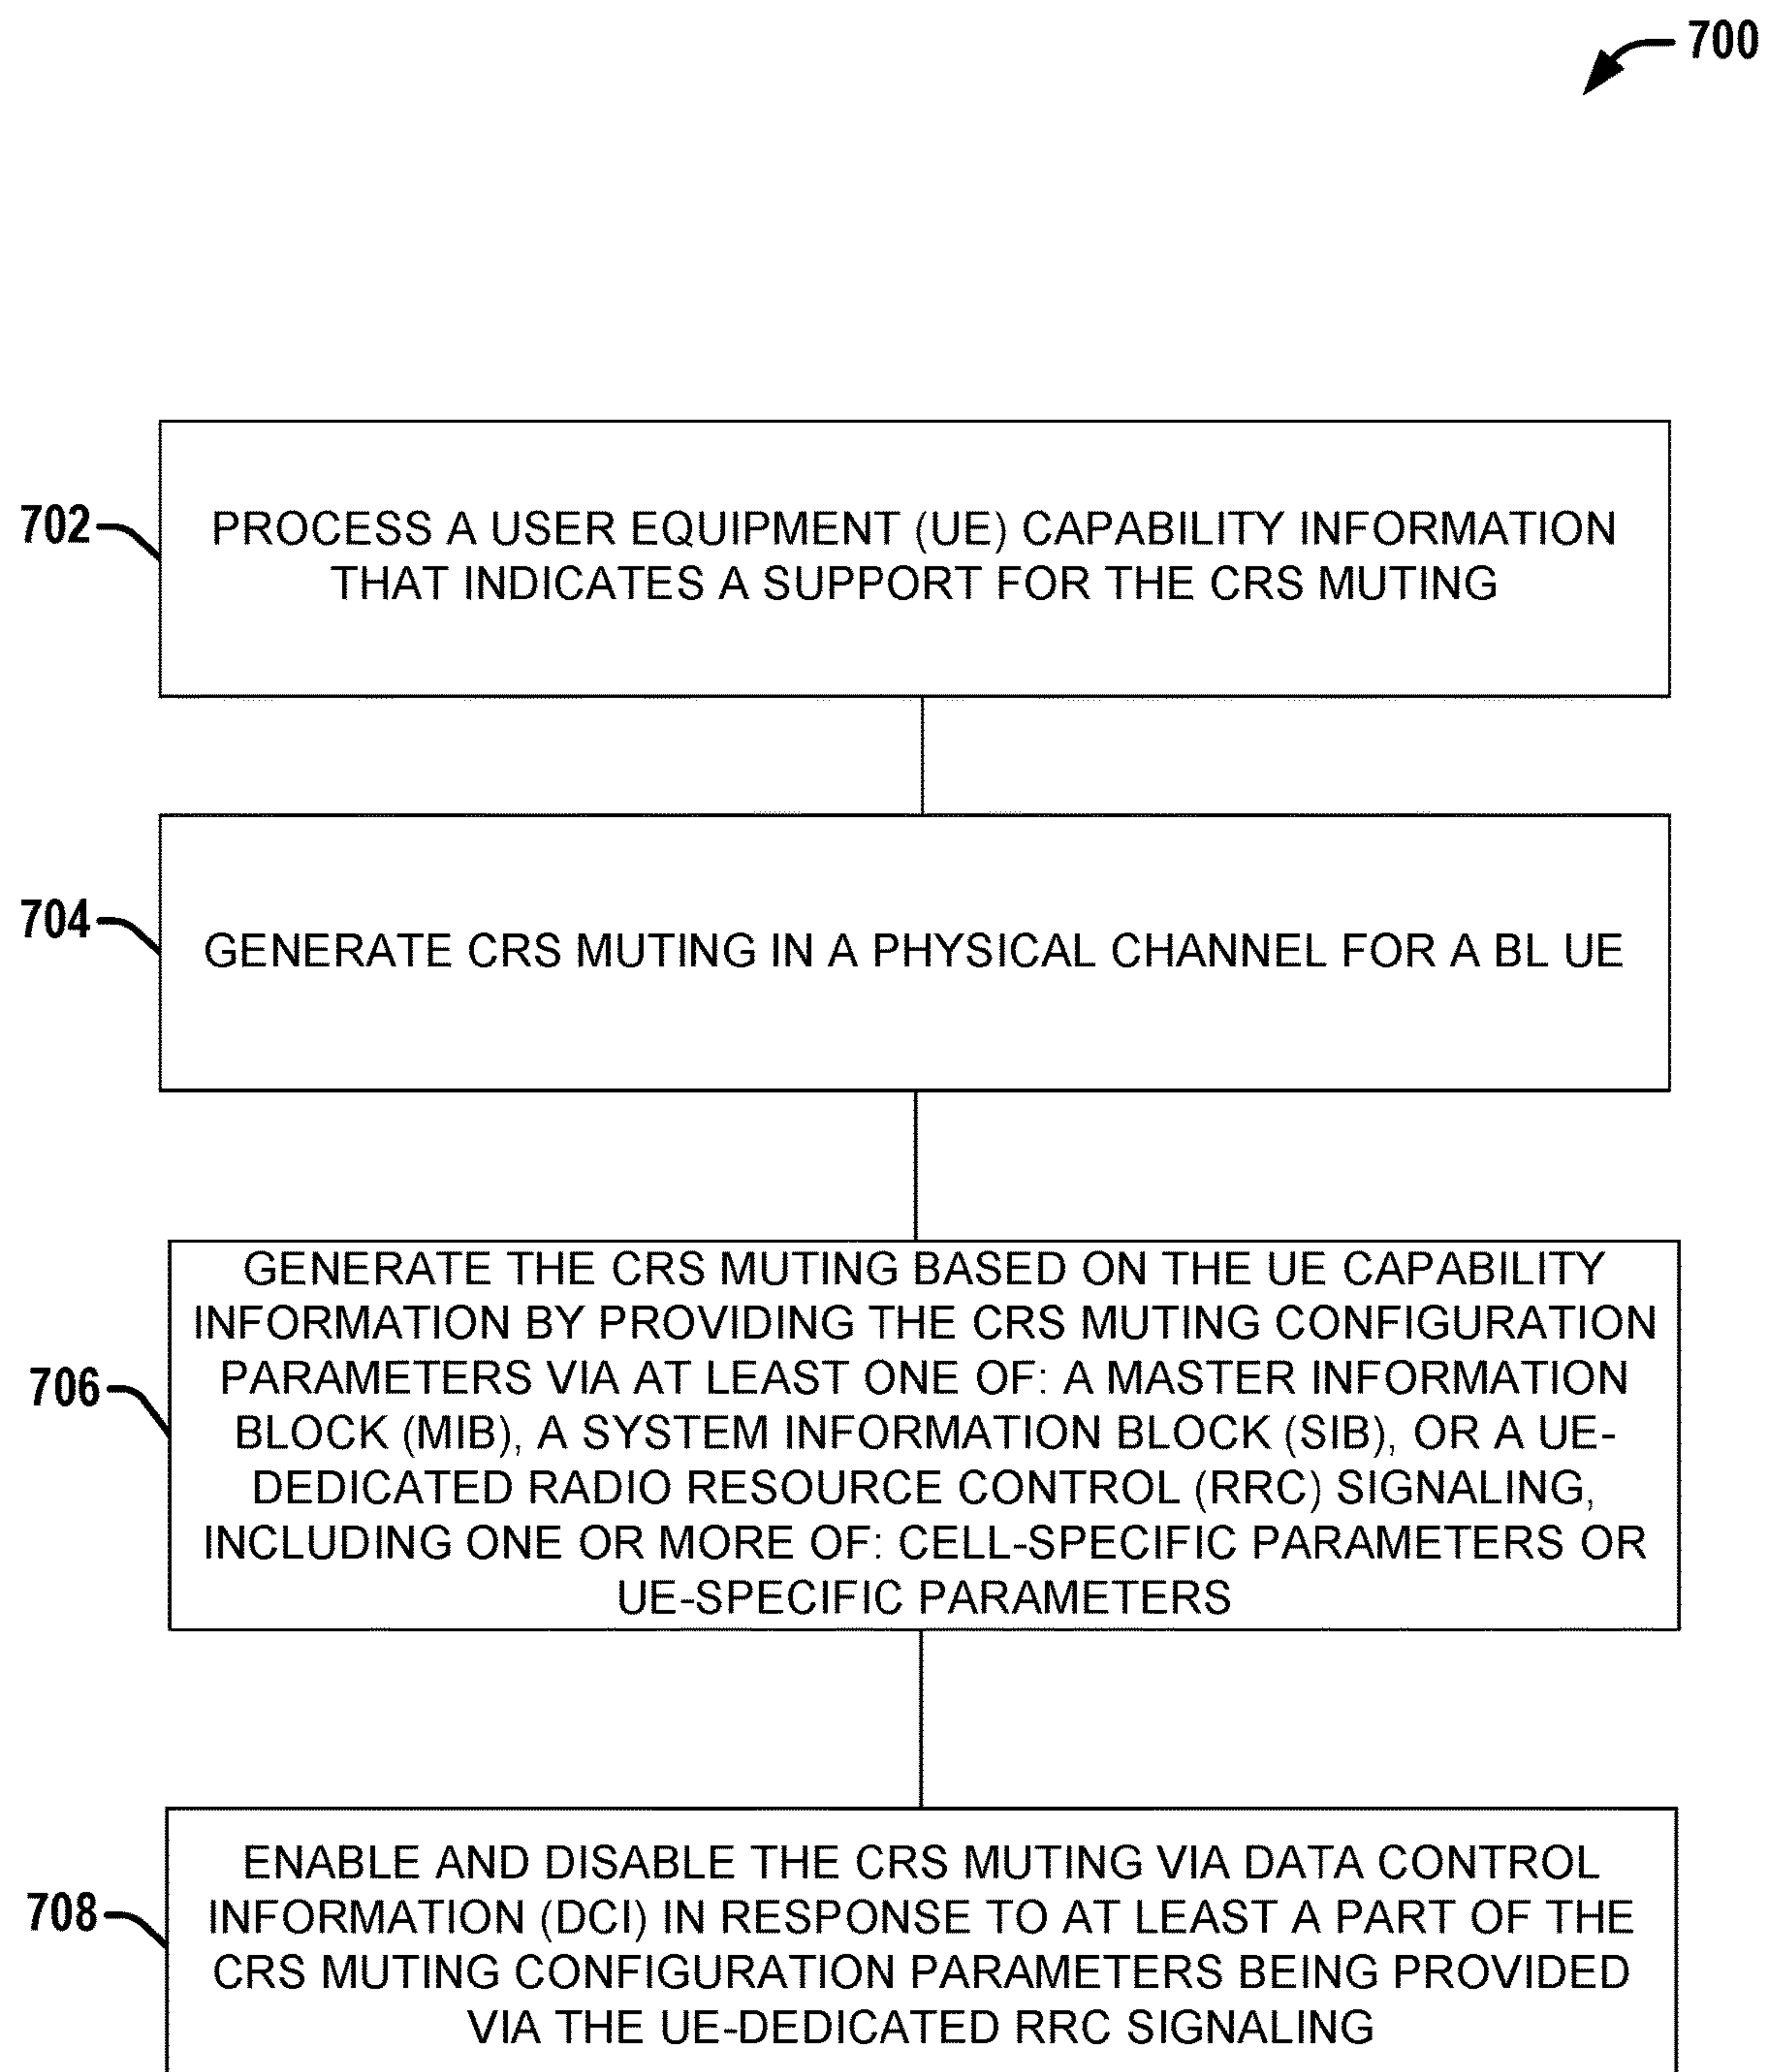 700
702
PROCESS A USER EQUIPMENT (UE) CAPABILITY INFORMATION
THAT INDICATES A SUPPORT FOR THE CRS MUTING
704
GENERATE CRS MUTING IN A PHYSICAL CHANNEL FOR A BL UE
706
GENERATE THE CRS MUTING BASED ON THE UE CAPABILITY
INFORMATION BY PROVIDING THE CRS MUTING CONFIGURATION
PARAMETERS VIA AT LEAST ONE OF: A MASTER INFORMATION
BLOCK (MIB), A SYSTEM INFORMATION BLOCK (SIB), OR A UE-
DEDICATED RADIO RESOURCE CONTROL (RRC) SIGNALING,
INCLUDING ONE OR MORE OF: CELL-SPECIFIC PARAMETERS OR
UE-SPECIFIC PARAMETERS
708
ENABLE AND DISABLE THE CRS MUTING VIA DATA CONTROL
INFORMATION (DCI) IN RESPONSE TO AT LEAST A PART OF THE
CRS MUTING CONFIGURATION PARAMETERS BEING PROVIDED
VIA THE UE-DEDICATED RRC SIGNALING